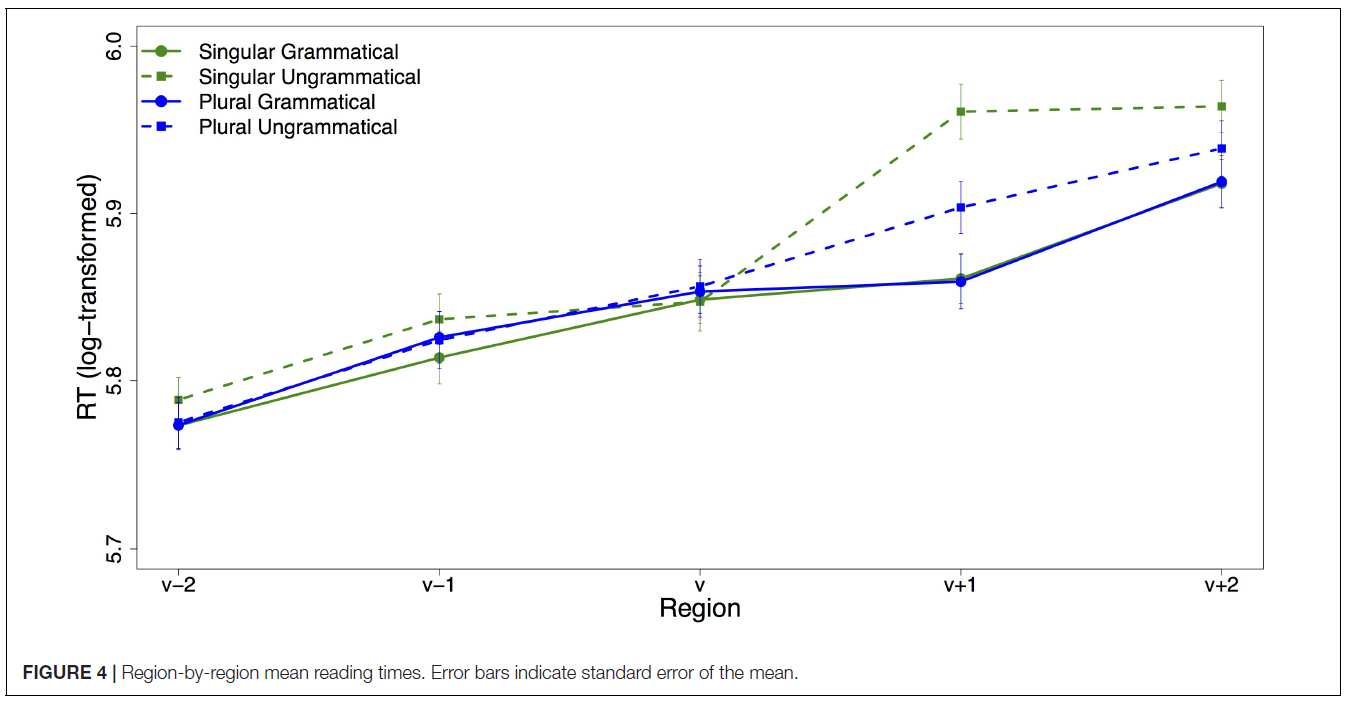 6.0
Singular Grammatical
Singular Ungrammatical
Plural Grammatical
Plural Ungrammatical
RT (log−transformed)
5.9
5.8
5.7
v−2 v−1 v v+1 v+2
Region
FIGURE 4 | Region-by-region mean reading times. Error bars indicate standard error of the mean.